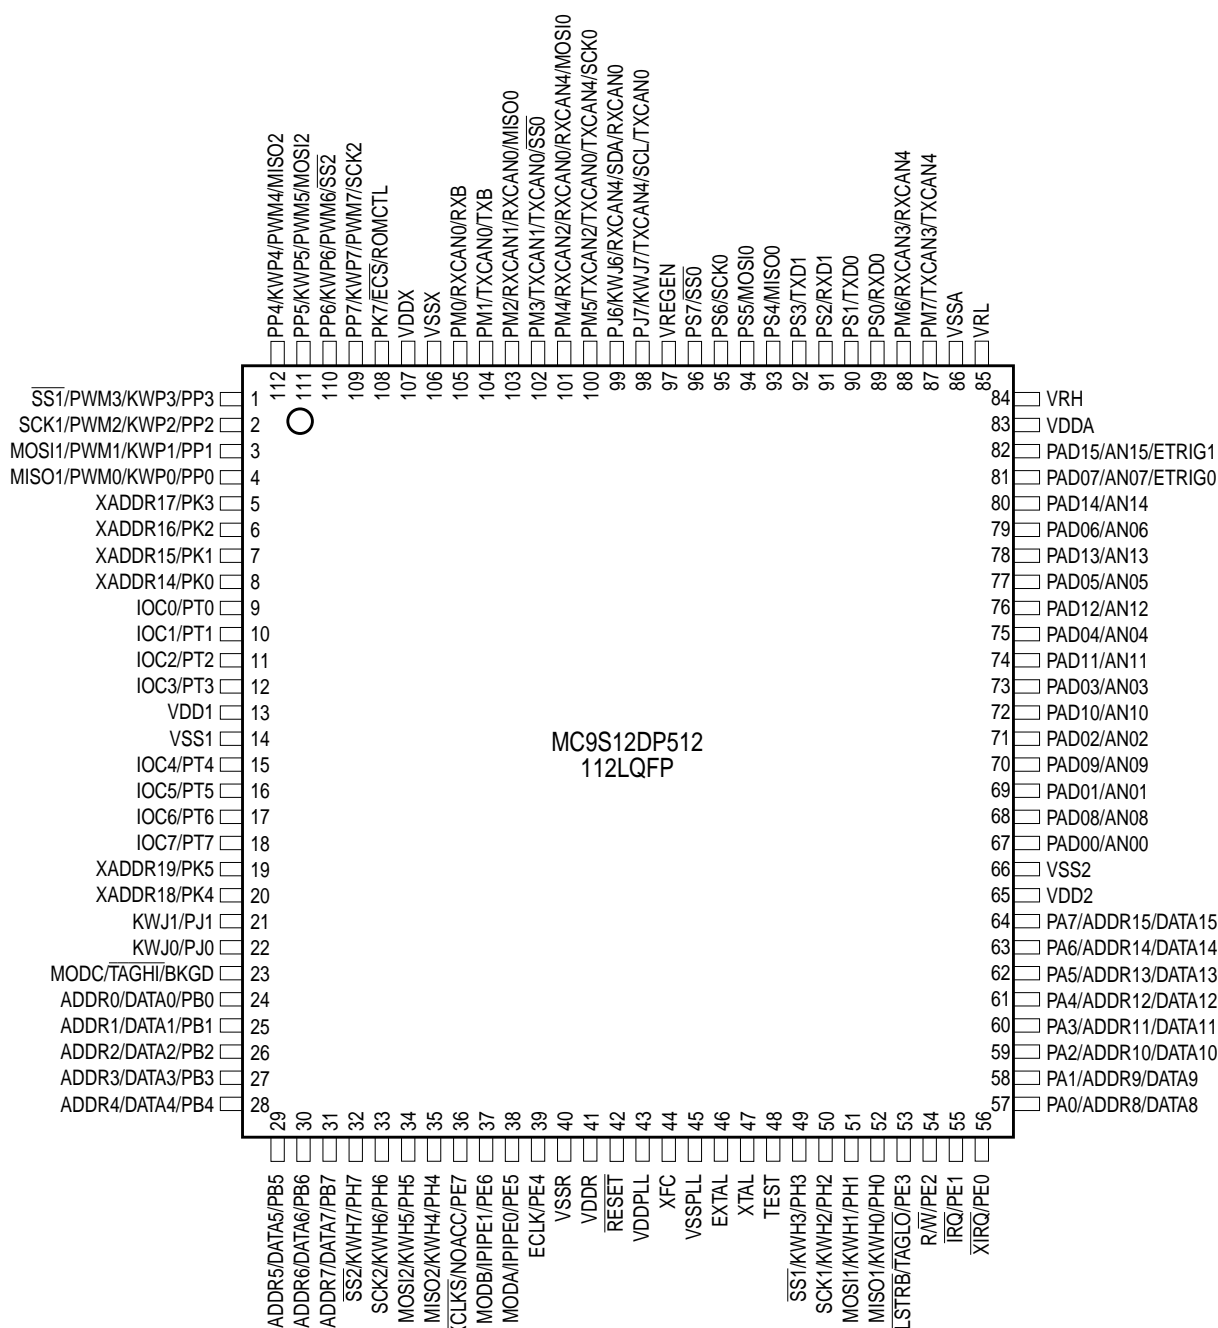 PP4/KWP4/PWM4/MISO2
PP5/KWP5/PWM5/MOSI2
PP6/KWP6/PWM6/SS2
PP7/KWP7/PWM7/SCK2
PK7/ECS/ROMCTL
VDDX
VSSX
PM0/RXCAN0/RXB
PM1/TXCAN0/TXB
PM2/RXCAN1/RXCAN0/MISO0
PM3/TXCAN1/TXCAN0/SS0
PM4/RXCAN2/RXCAN0/RXCAN4/MOSI0
PM5/TXCAN2/TXCAN0/TXCAN4/SCK0
PJ6/KWJ6/RXCAN4/SDA/RXCAN0
PJ7/KWJ7/TXCAN4/SCL/TXCAN0
VREGEN
PS7/SS0
PS6/SCK0
PS5/MOSI0
PS4/MISO0
PS3/TXD1
PS2/RXD1
PS1/TXD0
PS0/RXD0
PM6/RXCAN3/RXCAN4
PM7/TXCAN3/TXCAN4
VSSA
VRL
112
111
110
109
108
107
106
105
104
103
102
101
100
99
98
97
96
95
94
93
92
91
90
89
88
87
86
85
SS1/PWM3/KWP3/PP3 1
SCK1/PWM2/KWP2/PP2 2
MOSI1/PWM1/KWP1/PP1 3
MISO1/PWM0/KWP0/PP0 4
XADDR17/PK3 5
XADDR16/PK2 6
XADDR15/PK1 7
XADDR14/PK0 8
IOC0/PT0 9
IOC1/PT1 10
IOC2/PT2 11
IOC3/PT3 12
VDD1 13
VSS1 14
IOC4/PT4 15
IOC5/PT5 16
IOC6/PT6 17
IOC7/PT7 18
XADDR19/PK5 19
XADDR18/PK4 20
KWJ1/PJ1 21
KWJ0/PJ0 22
MODC/TAGHI/BKGD 23
ADDR0/DATA0/PB0 24
ADDR1/DATA1/PB1 25
ADDR2/DATA2/PB2 26
ADDR3/DATA3/PB3 27
ADDR4/DATA4/PB4 28
MC9S12DP512
112LQFP
84 VRH
83 VDDA
82 PAD15/AN15/ETRIG1
81 PAD07/AN07/ETRIG0
80 PAD14/AN14
79 PAD06/AN06
78 PAD13/AN13
77 PAD05/AN05
76 PAD12/AN12
75 PAD04/AN04
74 PAD11/AN11
73 PAD03/AN03
72 PAD10/AN10
71 PAD02/AN02
70 PAD09/AN09
69 PAD01/AN01
68 PAD08/AN08
67 PAD00/AN00
66 VSS2
65 VDD2
64 PA7/ADDR15/DATA15
63 PA6/ADDR14/DATA14
62 PA5/ADDR13/DATA13
61 PA4/ADDR12/DATA12
60 PA3/ADDR11/DATA11
59 PA2/ADDR10/DATA10
58 PA1/ADDR9/DATA9
57 PA0/ADDR8/DATA8
29
30
31
32
33
34
35
36
37
38
39
40
41
42
43
44
45
46
47
48
49
50
51
52
53
54
55
56
ADDR5/DATA5/PB5
ADDR6/DATA6/PB6
ADDR7/DATA7/PB7
SS2/KWH7/PH7
SCK2/KWH6/PH6
MOSI2/KWH5/PH5
MISO2/KWH4/PH4
CLKS/NOACC/PE7
MODB/IPIPE1/PE6
MODA/IPIPE0/PE5
ECLK/PE4
VSSR
VDDR
RESET
VDDPLL
XFC
VSSPLL
EXTAL
XTAL
TEST
SS1/KWH3/PH3
SCK1/KWH2/PH2
MOSI1/KWH1/PH1
MISO1/KWH0/PH0
LSTRB/TAGLO/PE3
R/W/PE2
IRQ/PE1
XIRQ/PE0